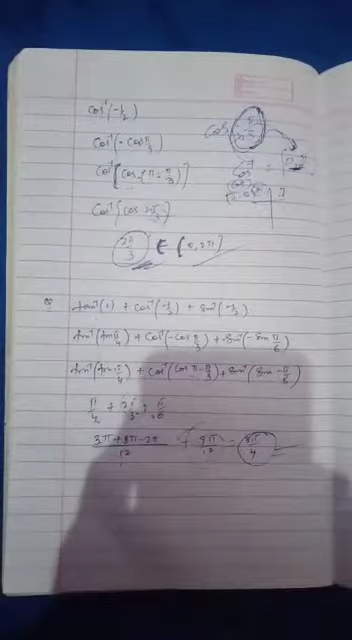 cos⁻¹(-1/2)
cos⁻¹(-cos π/3)
cos⁻¹[cos (π - π/3)]
cos⁻¹{cos 2π/3}
2π/3 ∈ [0, 2π]
Q tan⁻¹(1) + cos⁻¹(-1/2) + sin⁻¹(-1/2)
tan⁻¹(tan π/4) + cos⁻¹(-cos π/3) + sin⁻¹(-sin π/6)
tan⁻¹(tan π/4) + cos⁻¹(cos π - π/3) + sin⁻¹(sin -π/6)
π/4 + 2π/3 - π/6
3π + 8π - 2π / 12 = 9π/12 = 3π/4